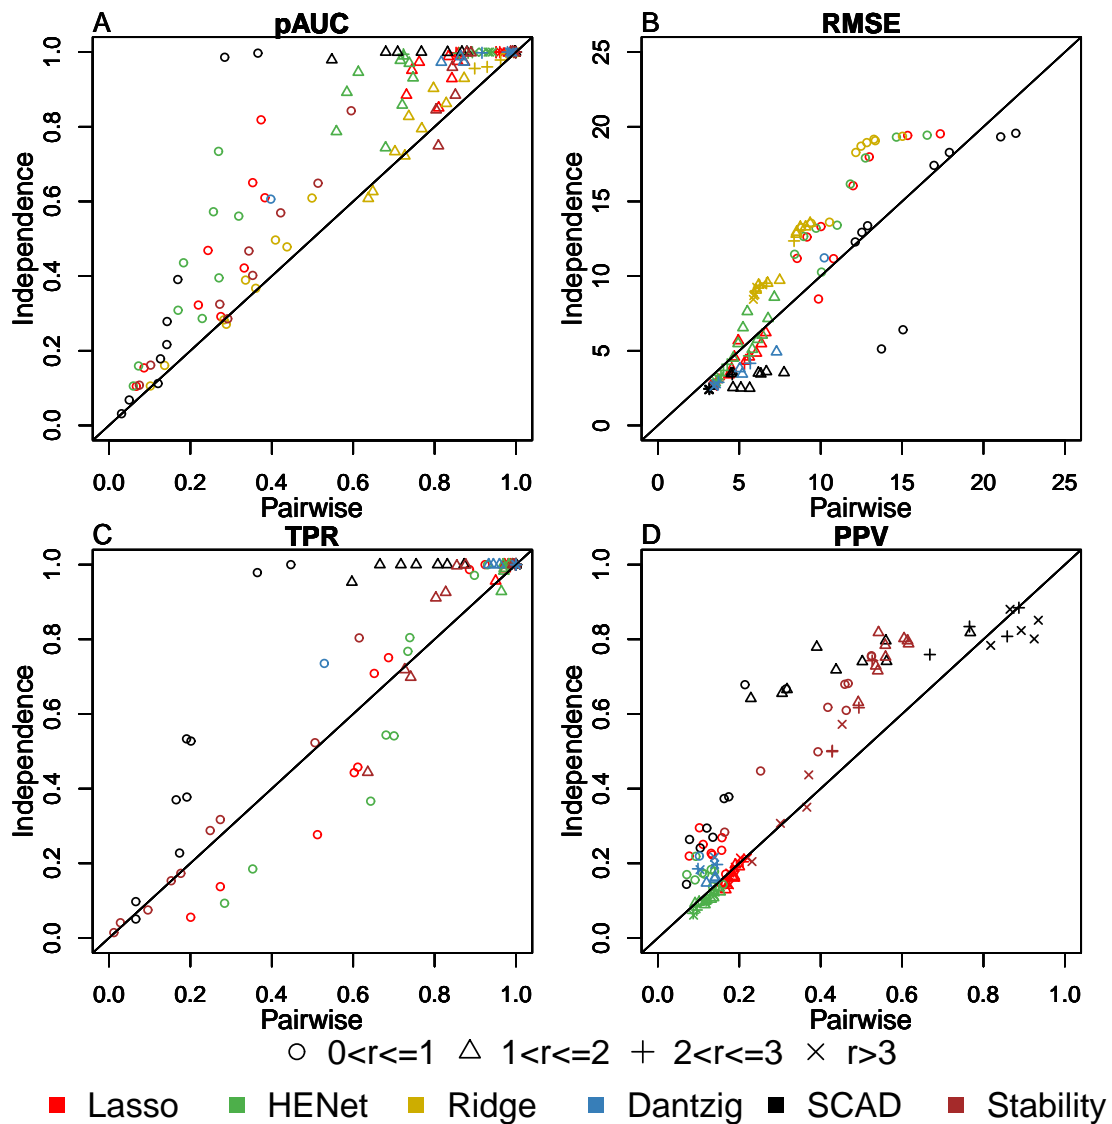 A
pAUC
B
RMSE
Independence
0.0 0.2 0.4 0.6 0.8 1.0
0.0 0.2 0.4 0.6 0.8 1.0
Pairwise
Independence
0 5 10 15 20 25
0 5 10 15 20 25
Pairwise
C
TPR
D
PPV
Independence
0.0 0.2 0.4 0.6 0.8 1.0
0.0 0.2 0.4 0.6 0.8 1.0
Pairwise
Independence
0.0 0.2 0.4 0.6 0.8 1.0
0.0 0.2 0.4 0.6 0.8 1.0
Pairwise
0<r<=1 1<r<=2 2<r<=3 r>3
Lasso HENet Ridge Dantzig SCAD Stability